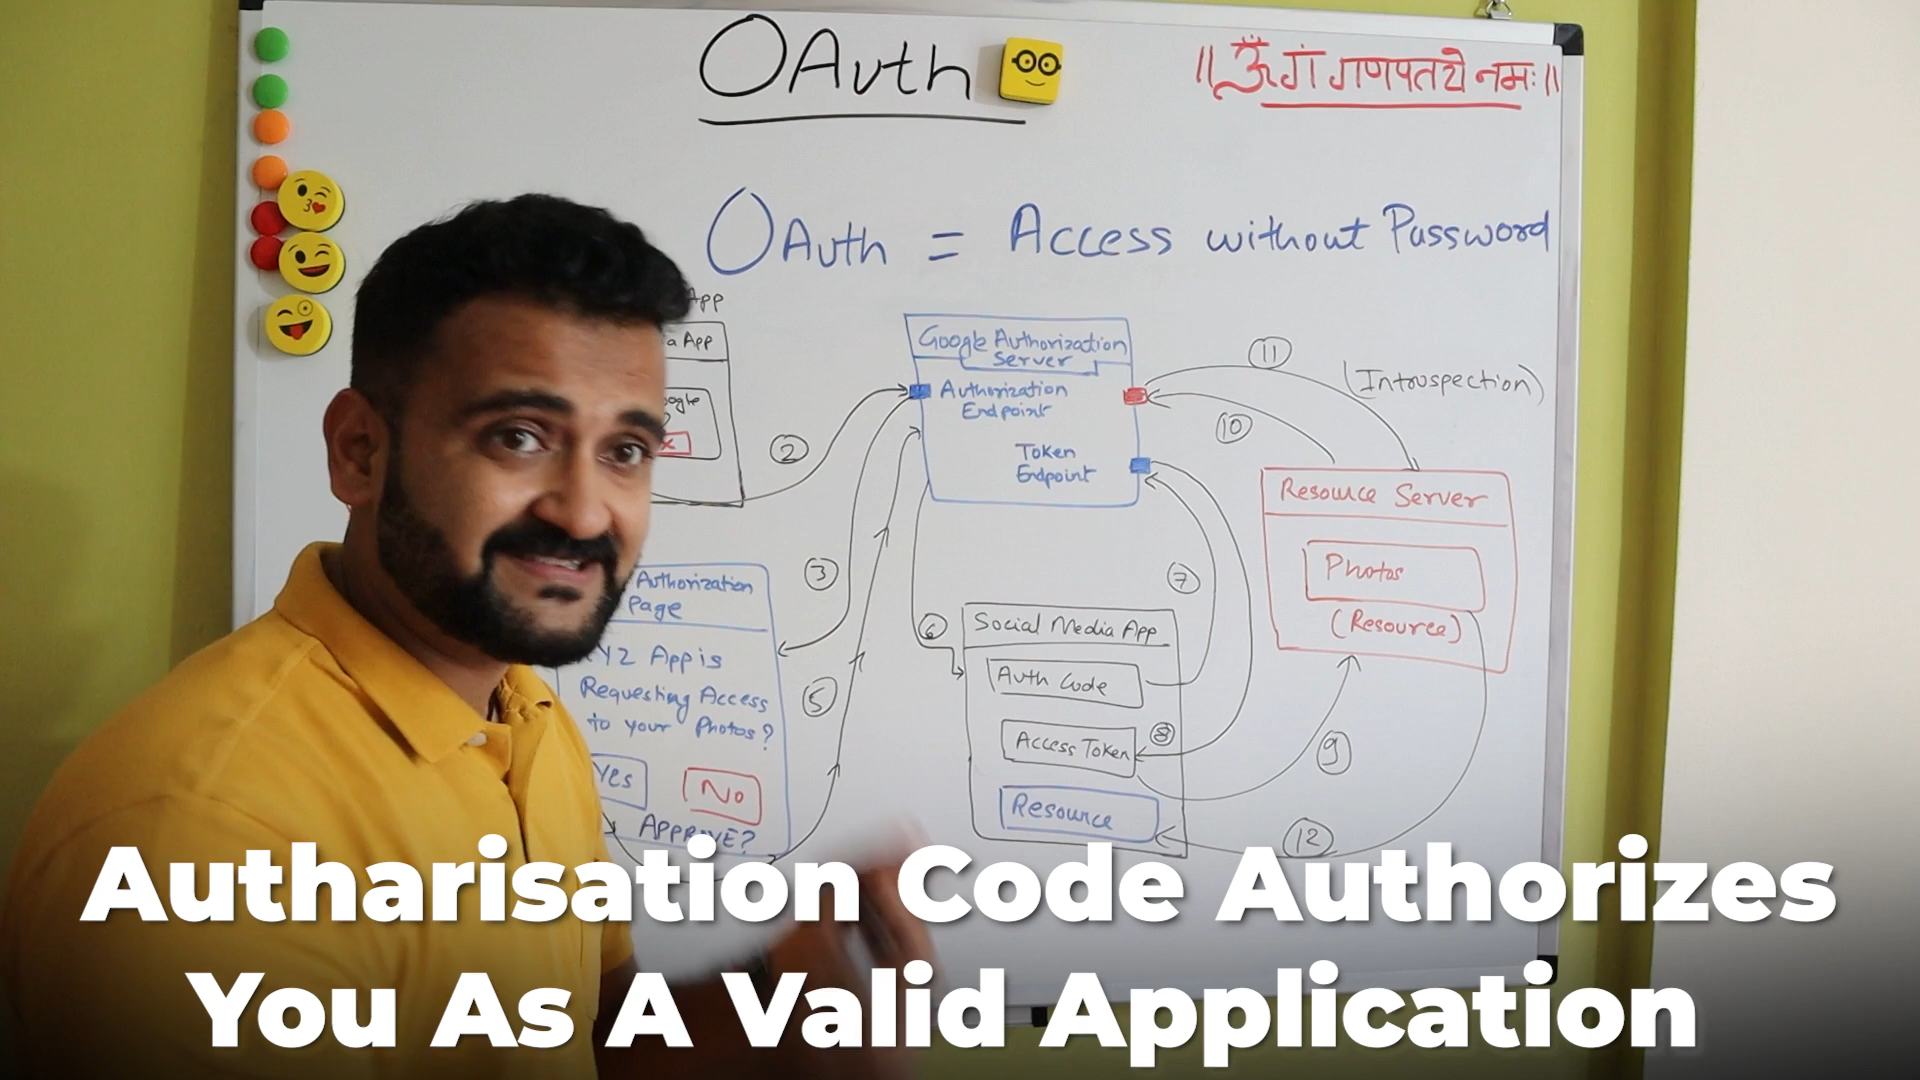 OAuth
॥ ॐ गं गणपतये नमः॥
OAuth = Access without Password
App
a App
ogle
?
x
Google Authorization
Server
Authorization
Endpoint
Token
Endpoint
2
3
5
6
7
8
9
10
11
12
(Introspection)
Resource Server
Photos
(Resource)
Authorization
Page
YZ App is
Requesting Access
to your Photos?
Yes
No
APPROVE?
Social Media App
Auth Code
Access Token
Resource
Autharisation Code Authorizes
You As A Valid Application